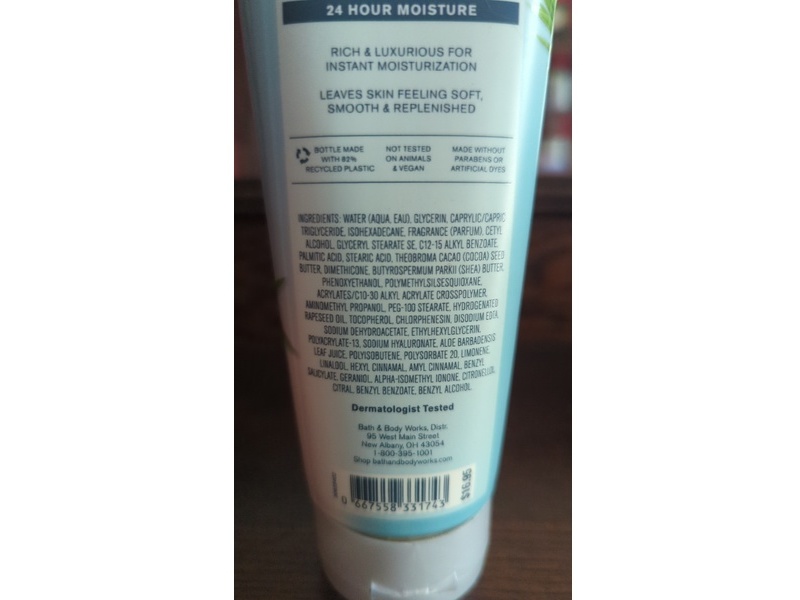 24 HOUR MOISTURE
RICH & LUXURIOUS FOR
INSTANT MOISTURIZATION
LEAVES SKIN FEELING SOFT,
SMOOTH & REPLENISHED
BOTTLE MADE
WITH 82%
RECYCLED PLASTIC
NOT TESTED
ON ANIMALS
& VEGAN
MADE WITHOUT
PARABENS OR
ARTIFICIAL DYES
INGREDIENTS: WATER (AQUA, EAU), GLYCERIN, CAPRYLIC/CAPRIC
TRIGLYCERIDE, ISOHEXADECANE, FRAGRANCE (PARFUM), CETYL
ALCOHOL, GLYCERYL STEARATE SE, C12-15 ALKYL BENZOATE,
PALMITIC ACID, STEARIC ACID, THEOBROMA CACAO (COCOA) SEED
BUTTER, DIMETHICONE, BUTYROSPERMUM PARKII (SHEA) BUTTER,
PHENOXYETHANOL, POLYMETHYLSILSESQUIOXANE,
ACRYLATES/C10-30 ALKYL ACRYLATE CROSSPOLYMER,
AMINOMETHYL PROPANOL, PEG-100 STEARATE, HYDROGENATED
RAPESEED OIL, TOCOPHEROL, CHLORPHENESIN, DISODIUM EDTA,
SODIUM DEHYDROACETATE, ETHYLHEXYLGLYCERIN,
POLYACRYLATE-13, SODIUM HYALURONATE, ALOE BARBADENSIS
LEAF JUICE, POLYISOBUTENE, POLYSORBATE 20, LIMONENE,
LINALOOL, HEXYL CINNAMAL, AMYL CINNAMAL, BENZYL
SALICYLATE, GERANIOL, ALPHA-ISOMETHYL IONONE, CITRONELLOL,
CITRAL, BENZYL BENZOATE, BENZYL ALCOHOL.
Dermatologist Tested
Bath & Body Works, Distr.
95 West Main Street
New Albany, OH 43054
1-800-395-1001
Shop bathandbodyworks.com
0 667558 331743
$16.95